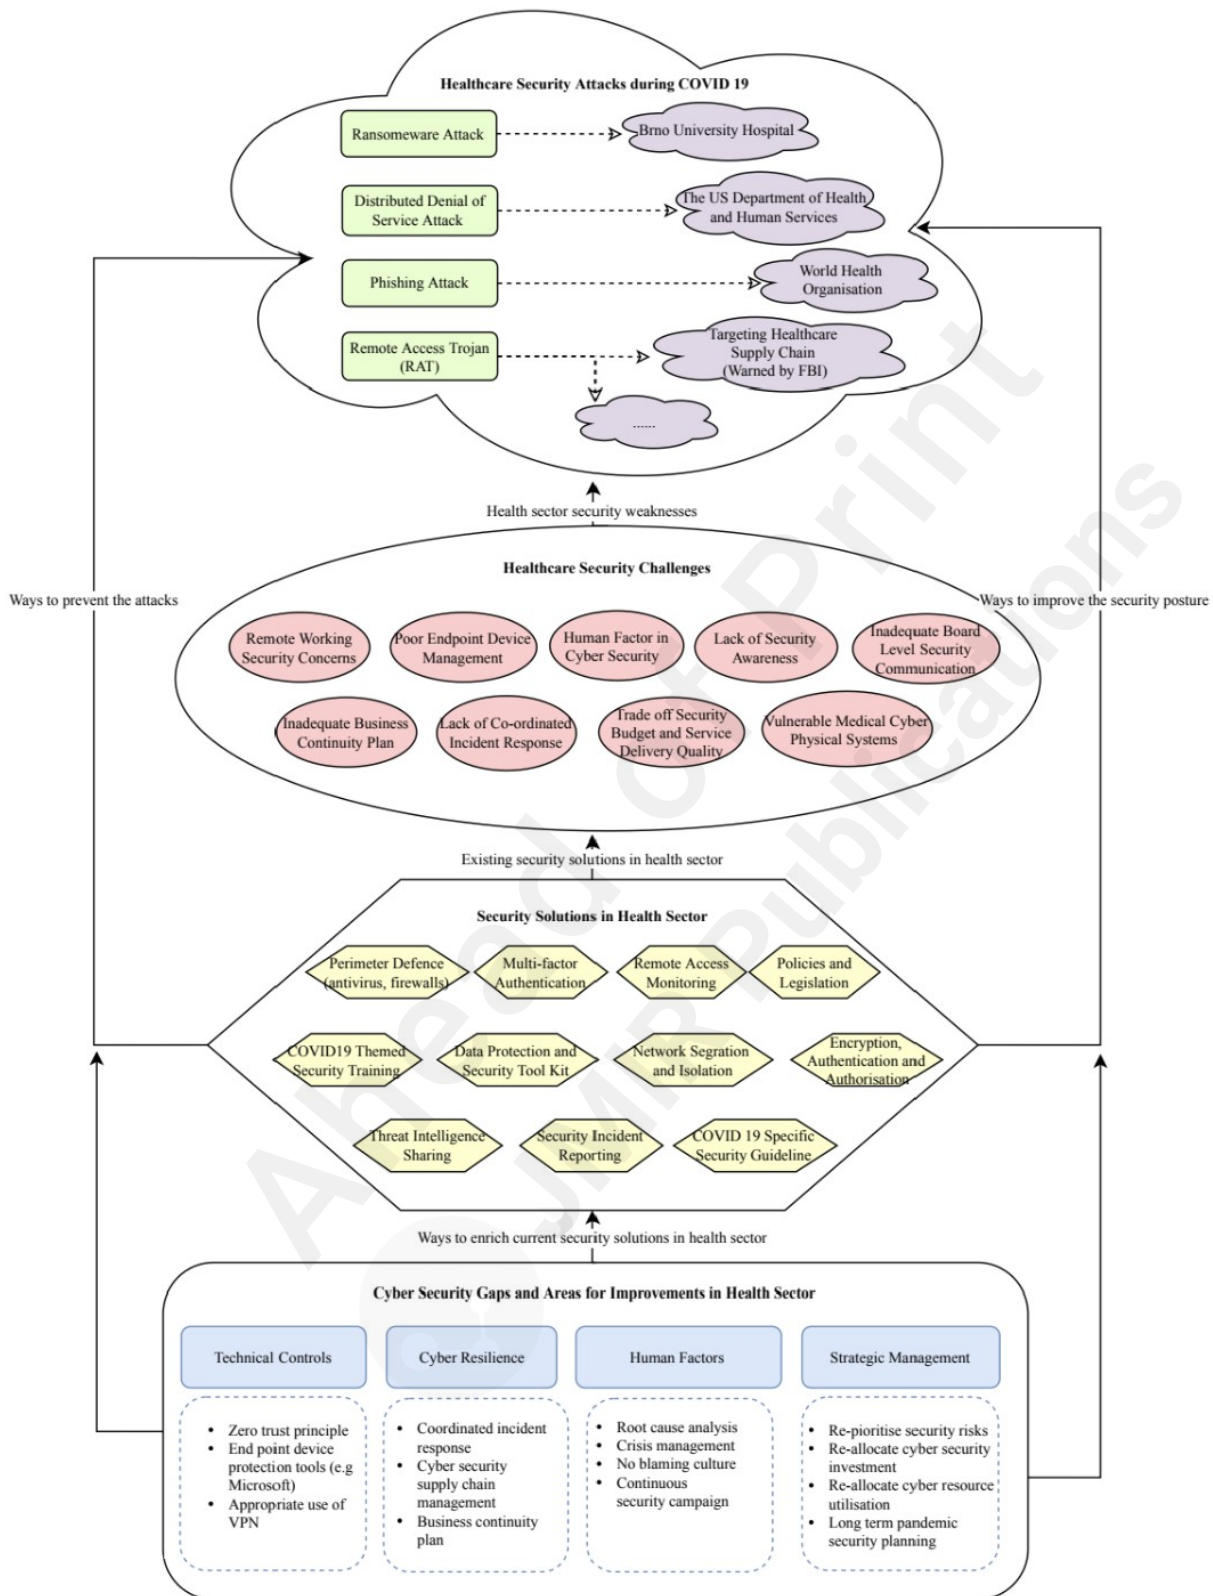 Healthcare Security Attacks during COVID 19
Ransomeware Attack
Brno University Hospital
Distributed Denial of
Service Attack
The US Department of Health
and Human Services
Phishing Attack
World Health
Organisation
Remote Access Trojan
(RAT)
Targeting Healthcare
Supply Chain
(Warned by FBI)
......
Health sector security weaknesses
Healthcare Security Challenges
Ways to prevent the attacks
Ways to improve the security posture
Remote Working
Security Concerns
Poor Endpoint Device
Management
Human Factor in
Cyber Security
Lack of Security
Awareness
Inadequate Board
Level Security
Communication
Inadequate Business
Continuity Plan
Lack of Co-ordinated
Incident Response
Trade off Security
Budget and Service
Delivery Quality
Vulnerable Medical Cyber
Physical Systems
Existing security solutions in health sector
Security Solutions in Health Sector
Perimeter Defence
(antivirus, firewalls)
Multi-factor
Authentication
Remote Access
Monitoring
Policies and
Legislation
COVID19 Themed
Security Training
Data Protection and
Security Tool Kit
Network Segration
and Isolation
Encryption,
Authentication and
Authorisation
Threat Intelligence
Sharing
Security Incident
Reporting
COVID 19 Specific
Security Guideline
Ways to enrich current security solutions in health sector
Cyber Security Gaps and Areas for Improvements in Health Sector
Technical Controls
Cyber Resilience
Human Factors
Strategic Management
• Zero trust principle
• End point device
protection tools (e.g
Microsoft)
• Appropriate use of
VPN
• Coordinated incident
response
• Cyber security
supply chain
management
• Business continuity
plan
• Root cause analysis
• Crisis management
• No blaming culture
• Continuous
security campaign
• Re-pioritise security risks
• Re-allocate cyber security
investment
• Re-allocate cyber resource
utilisation
• Long term pandemic
security planning
Ahead of Print
JMIR Publications